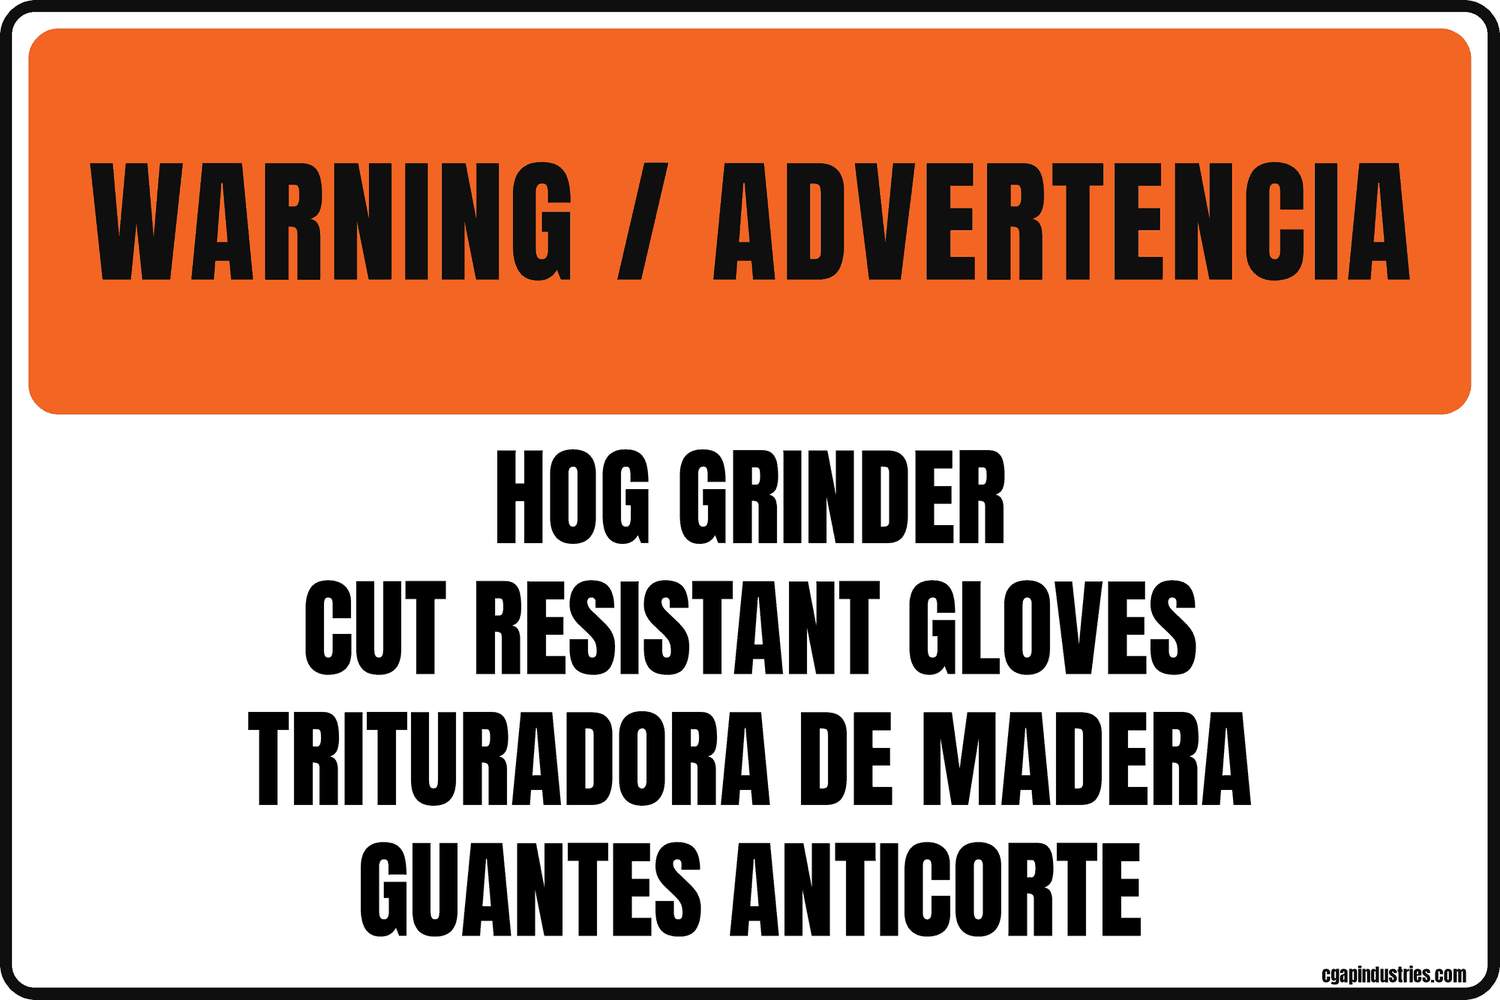 WARNING / ADVERTENCIA
HOG GRINDER
CUT RESISTANT GLOVES
TRITURADORA DE MADERA
GUANTES ANTICORTE
cgapindustries.com